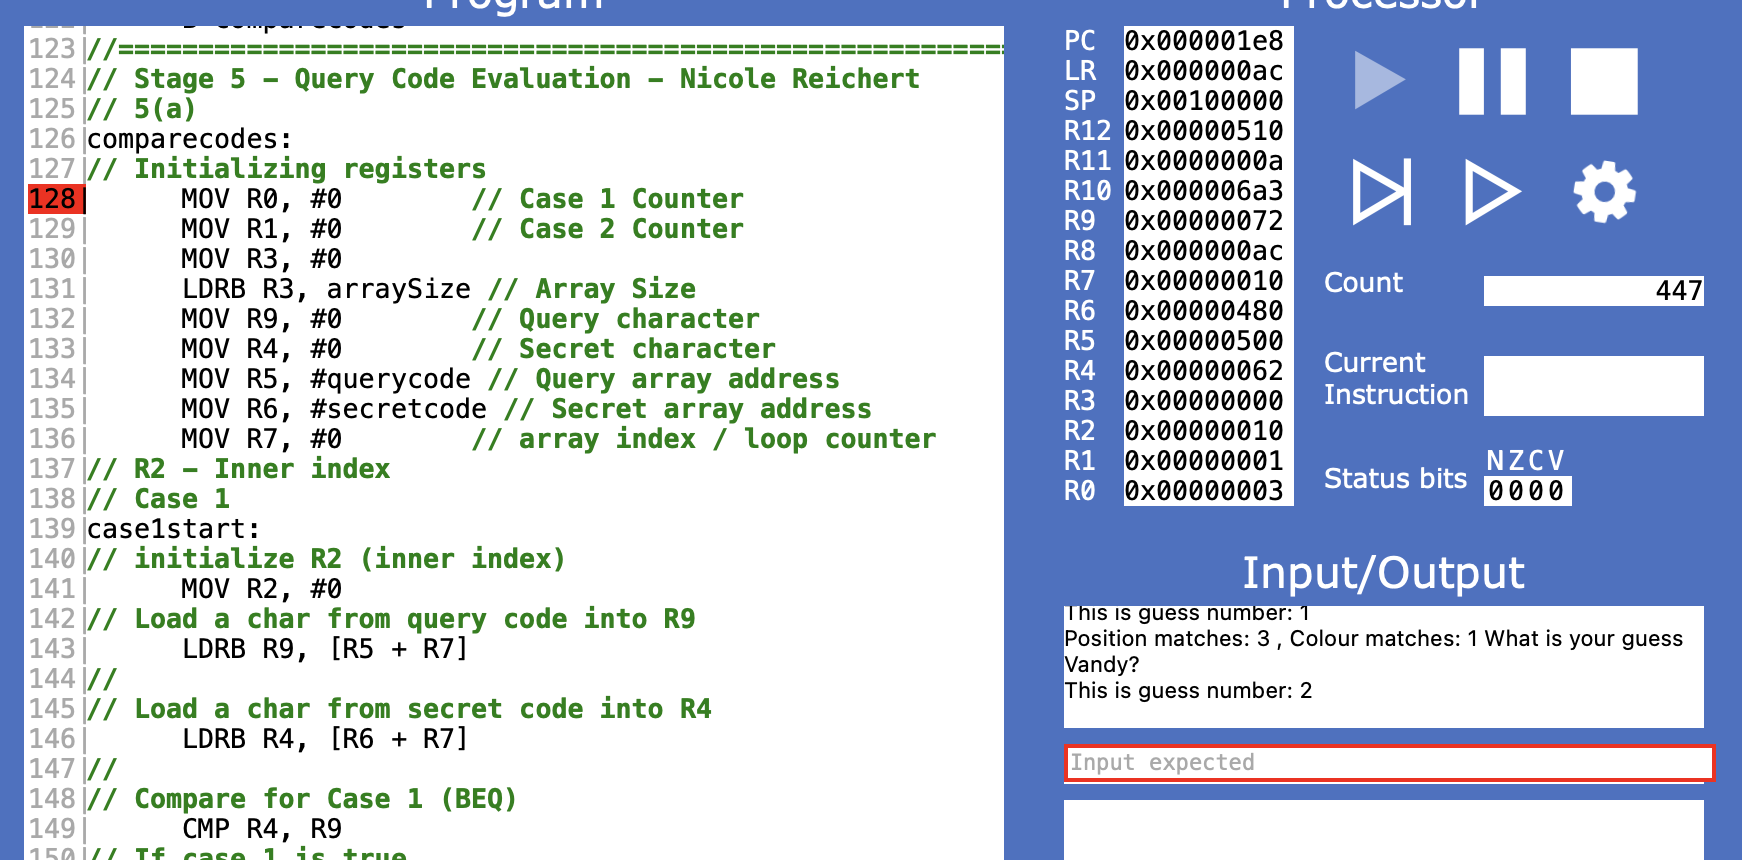 Program
B comparecodes
123|//=======================================================
124|// Stage 5 – Query Code Evaluation – Nicole Reichert
125|// 5(a)
126|comparecodes:
127|// Initializing registers
128|      MOV R0, #0        // Case 1 Counter
129|      MOV R1, #0        // Case 2 Counter
130|      MOV R3, #0
131|      LDRB R3, arraySize // Array Size
132|      MOV R9, #0        // Query character
133|      MOV R4, #0        // Secret character
134|      MOV R5, #querycode // Query array address
135|      MOV R6, #secretcode // Secret array address
136|      MOV R7, #0        // array index / loop counter
137|// R2 – Inner index
138|// Case 1
139|case1start:
140|// initialize R2 (inner index)
141|      MOV R2, #0
142|// Load a char from query code into R9
143|      LDRB R9, [R5 + R7]
144|//
145|// Load a char from secret code into R4
146|      LDRB R4, [R6 + R7]
147|//
148|// Compare for Case 1 (BEQ)
149|      CMP R4, R9
150|// If case 1 is true
Processor
PC 0x000001e8
LR 0x000000ac
SP 0x00100000
R12 0x00000510
R11 0x0000000a
R10 0x000006a3
R9 0x00000072
R8 0x000000ac
R7 0x00000010
R6 0x00000480
R5 0x00000500
R4 0x00000062
R3 0x00000000
R2 0x00000010
R1 0x00000001
R0 0x00000003
Count 447
Current
Instruction
NZCV
Status bits 0000
Input/Output
This is guess number: 1
Position matches: 3 , Colour matches: 1 What is your guess
Vandy?
This is guess number: 2
Input expected